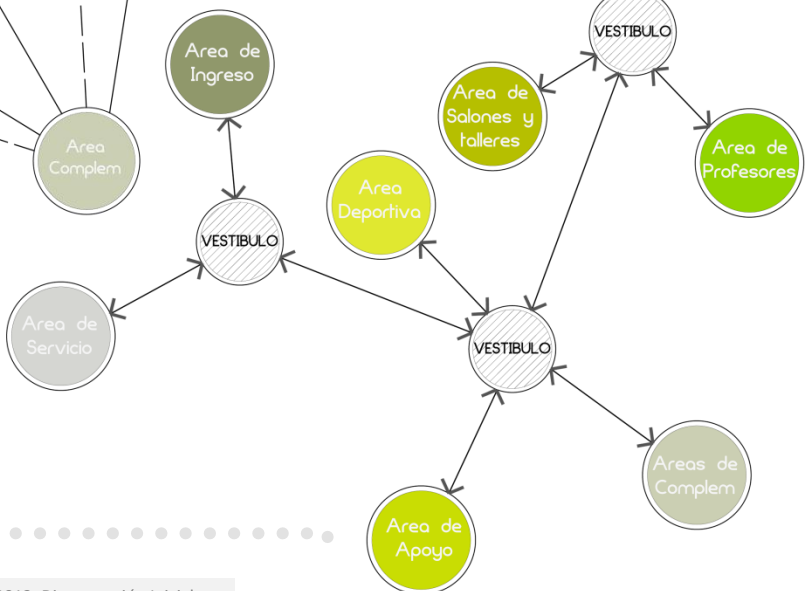 VESTIBULO
Area de
Ingreso
Area de
Salones y
talleres
Area
Complem
Area de
Profesores
Area
Deportiva
VESTIBULO
Area de
Servicio
VESTIBULO
Areas de
Complem
Area de
Apoyo